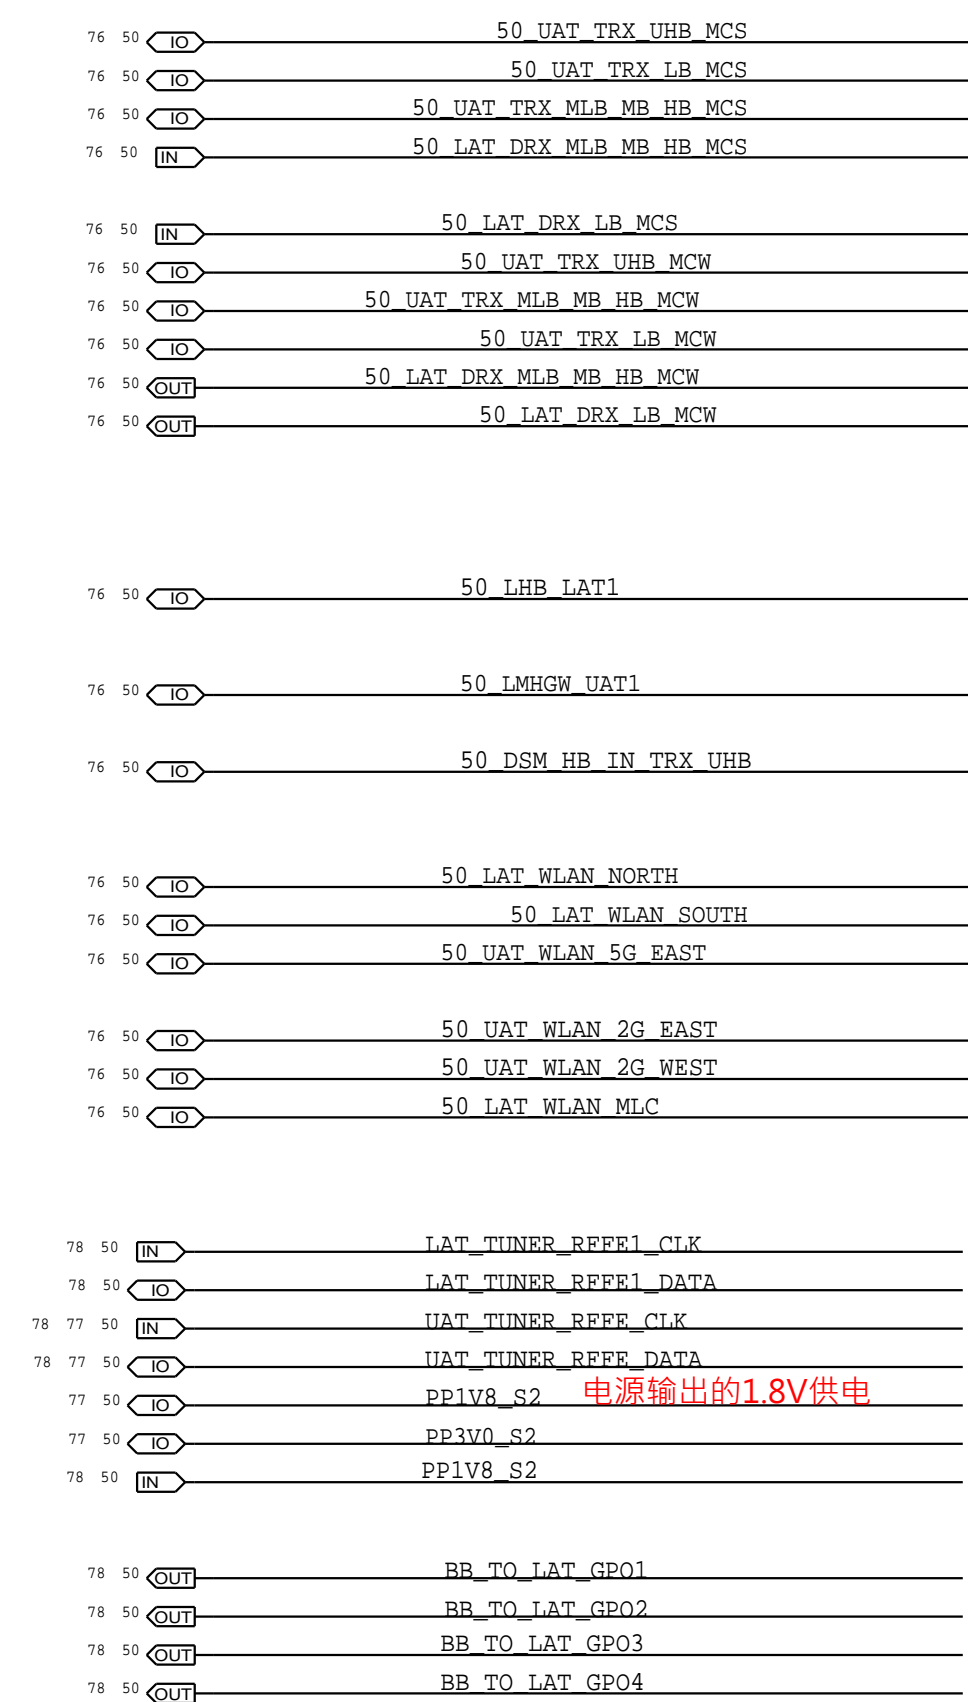 76 50 IO 50_UAT_TRX_UHB_MCS
76 50 IO 50_UAT_TRX_LB_MCS
76 50 IO 50_UAT_TRX_MLB_MB_HB_MCS
76 50 IN 50_LAT_DRX_MLB_MB_HB_MCS
76 50 IN 50_LAT_DRX_LB_MCS
76 50 IO 50_UAT_TRX_UHB_MCW
76 50 IO 50_UAT_TRX_MLB_MB_HB_MCW
76 50 IO 50_UAT_TRX_LB_MCW
76 50 OUT 50_LAT_DRX_MLB_MB_HB_MCW
76 50 OUT 50_LAT_DRX_LB_MCW
76 50 IO 50_LHB_LAT1
76 50 IO 50_LMHGW_UAT1
76 50 IO 50_DSM_HB_IN_TRX_UHB
76 50 IO 50_LAT_WLAN_NORTH
76 50 IO 50_LAT_WLAN_SOUTH
76 50 IO 50_UAT_WLAN_5G_EAST
76 50 IO 50_UAT_WLAN_2G_EAST
76 50 IO 50_UAT_WLAN_2G_WEST
76 50 IO 50_LAT_WLAN_MLC
78 50 IN LAT_TUNER_RFFE1_CLK
78 50 IO LAT_TUNER_RFFE1_DATA
78 77 50 IN UAT_TUNER_RFFE_CLK
78 77 50 IO UAT_TUNER_RFFE_DATA
77 50 IO PP1V8_S2 电源输出的1.8V供电
77 50 IO PP3V0_S2
78 50 IN PP1V8_S2
78 50 OUT BB_TO_LAT_GPO1
78 50 OUT BB_TO_LAT_GPO2
78 50 OUT BB_TO_LAT_GPO3
78 50 OUT BB_TO_LAT_GPO4